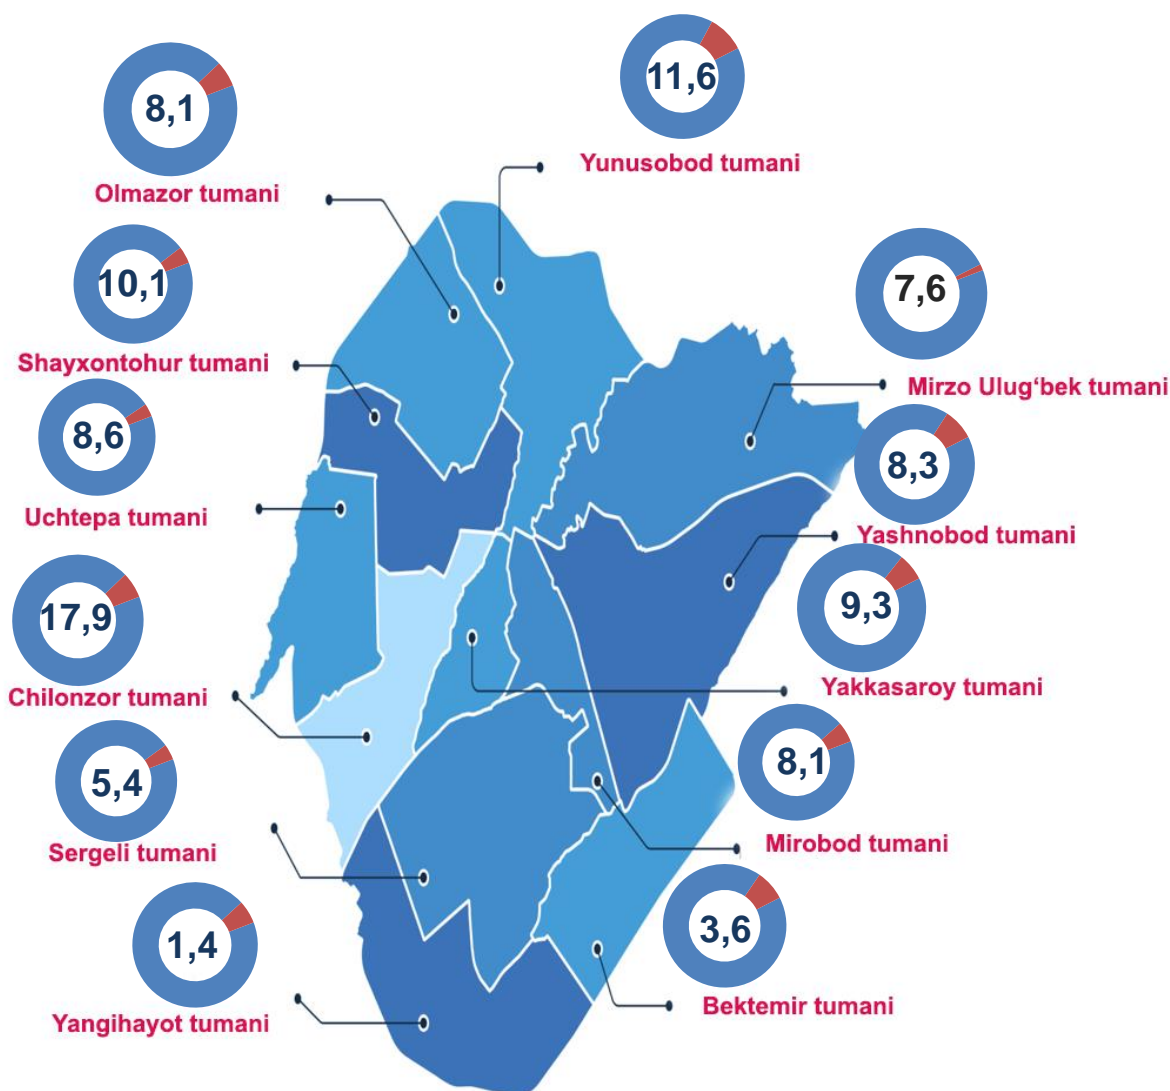 11,6
8,1
Yunusobod tumani
Olmazor tumani
10,1
7,6
Shayxontohur tumani
Mirzo Ulug‘bek tumani
8,6
8,3
Uchtepa tumani
Yashnobod tumani
17,9
9,3
Chilonzor tumani
Yakkasaroy tumani
5,4
8,1
Sergeli tumani
Mirobod tumani
1,4
3,6
Yangihayot tumani
Bektemir tumani